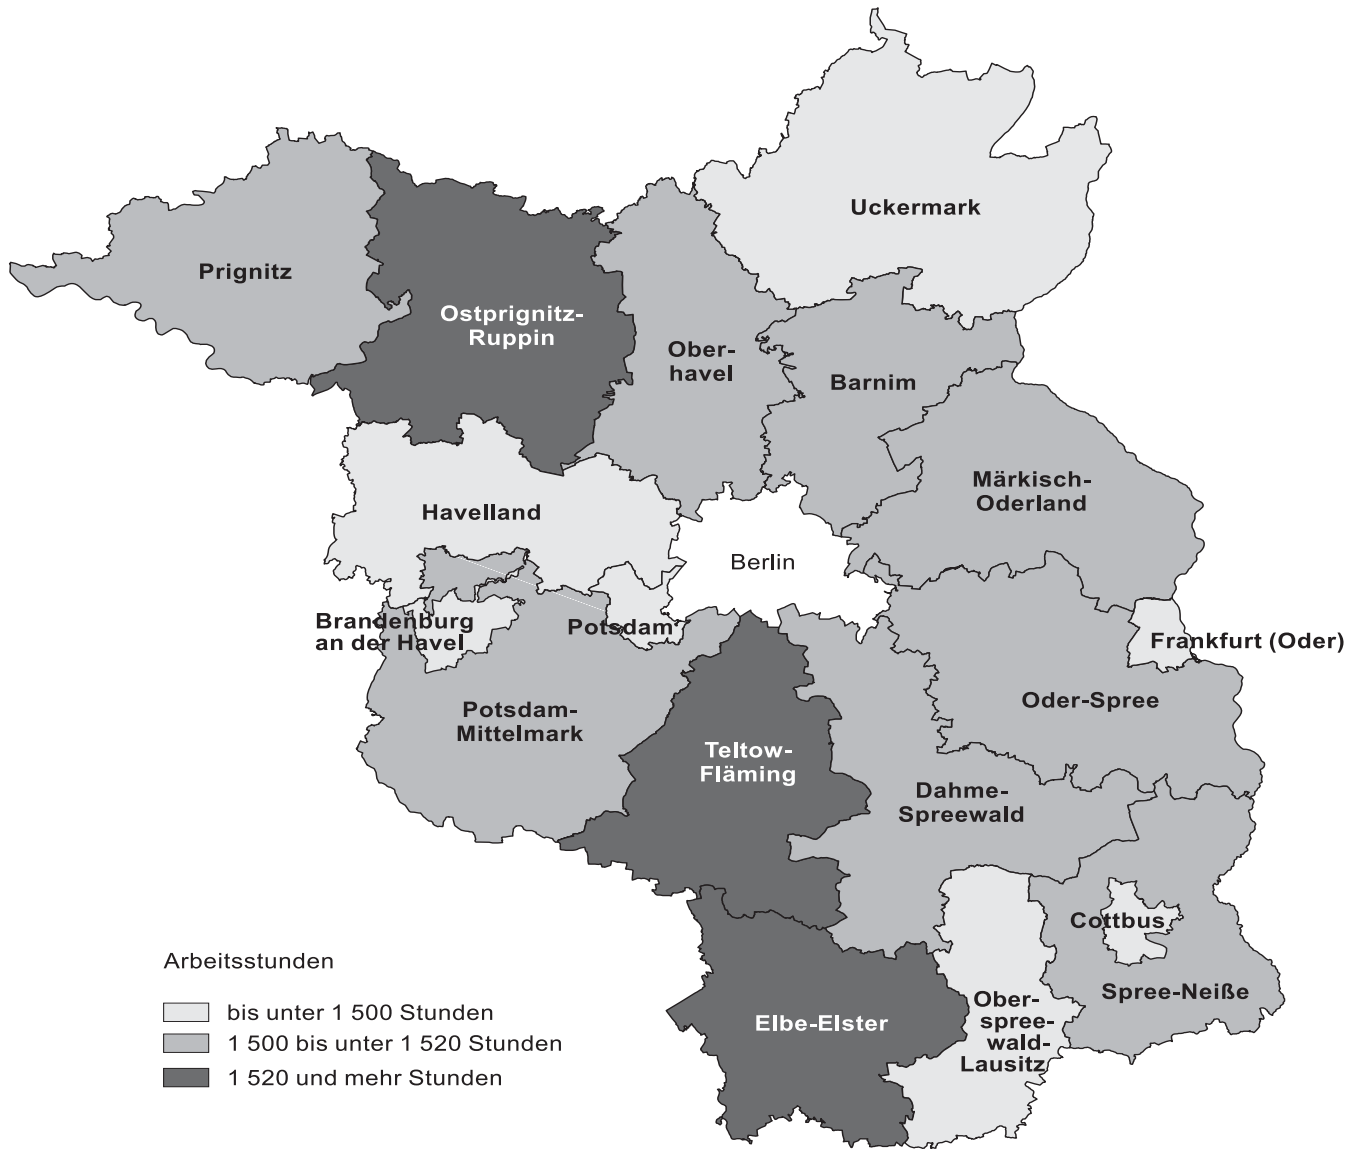 Uckermark
Prignitz
Ostprignitz-
Ruppin
Ober-
havel
Barnim
Märkisch-
Oderland
Havelland
Berlin
Brandenburg
an der Havel
Potsdam
Frankfurt (Oder)
Oder-Spree
Potsdam-
Mittelmark
Teltow-
Fläming
Dahme-
Spreewald
Cottbus
Spree-Neiße
Elbe-Elster
Ober-
spree-
wald-
Lausitz
Arbeitsstunden
bis unter 1 500 Stunden
1 500 bis unter 1 520 Stunden
1 520 und mehr Stunden